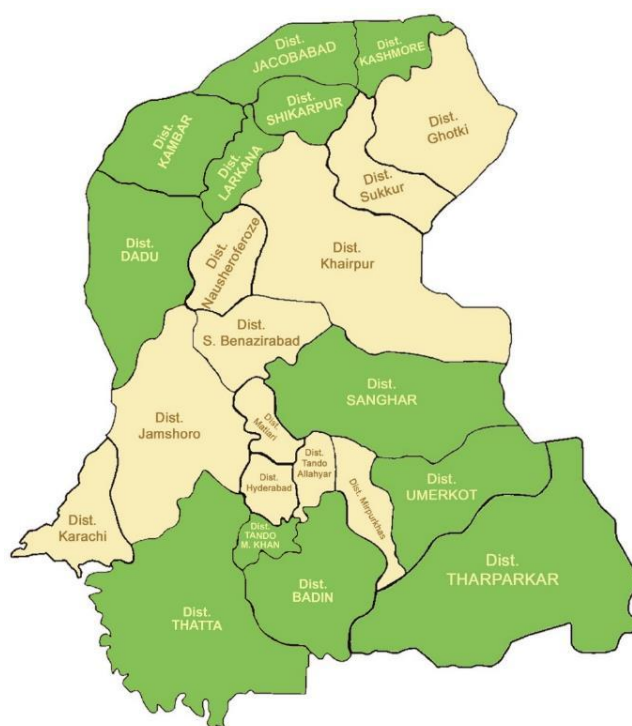 Dist.
JACOBABAD
Dist.
KASHMORE
Dist.
SHIKARPUR
Dist.
Ghotki
Dist.
KAMBAR
Dist.
LARKANA
Dist.
Sukkur
Dist.
DADU
Dist.
Nausheroferoze
Dist.
Khairpur
Dist.
S. Benazirabad
Dist.
SANGHAR
Dist.
Jamshoro
Dist.
Matiari
Dist.
Tando
Allahyar
Dist.
Hyderabad
Dist. Mirpurkhas
Dist.
UMERKOT
Dist.
Karachi
Dist.
TANDO
M. KHAN
Dist.
THARPARKAR
Dist.
BADIN
Dist.
THATTA